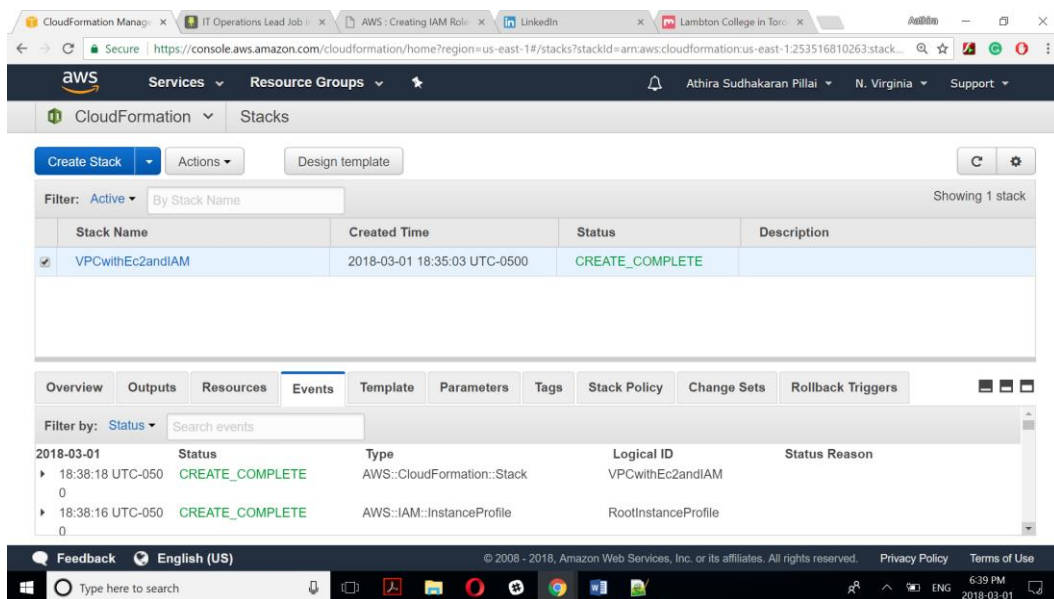 CloudFormation Manage
IT Operations Lead Job i
AWS : Creating IAM Role
LinkedIn
Lambton College in Toro
Secure https://console.aws.amazon.com/cloudformation/home?region=us-east-1#/stacks?stackId=arn:aws:cloudformation:us-east-1:253516810263:stack...
aws Services Resource Groups Athira Sudhakaran Pillai N. Virginia Support
CloudFormation Stacks
Create Stack Actions Design template
Filter: Active By Stack Name Showing 1 stack
Stack Name Created Time Status Description
VPCwithEc2andIAM 2018-03-01 18:35:03 UTC-0500 CREATE_COMPLETE
Overview Outputs Resources Events Template Parameters Tags Stack Policy Change Sets Rollback Triggers
Filter by: Status Search events
2018-03-01 Status Type Logical ID Status Reason
18:38:18 UTC-050 CREATE_COMPLETE AWS::CloudFormation::Stack VPCwithEc2andIAM
0
18:38:16 UTC-050 CREATE_COMPLETE AWS::IAM::InstanceProfile RootInstanceProfile
0
Feedback English (US) © 2008 - 2018, Amazon Web Services, Inc. or its affiliates. All rights reserved. Privacy Policy Terms of Use
Type here to search ENG 6:39 PM
2018-03-01